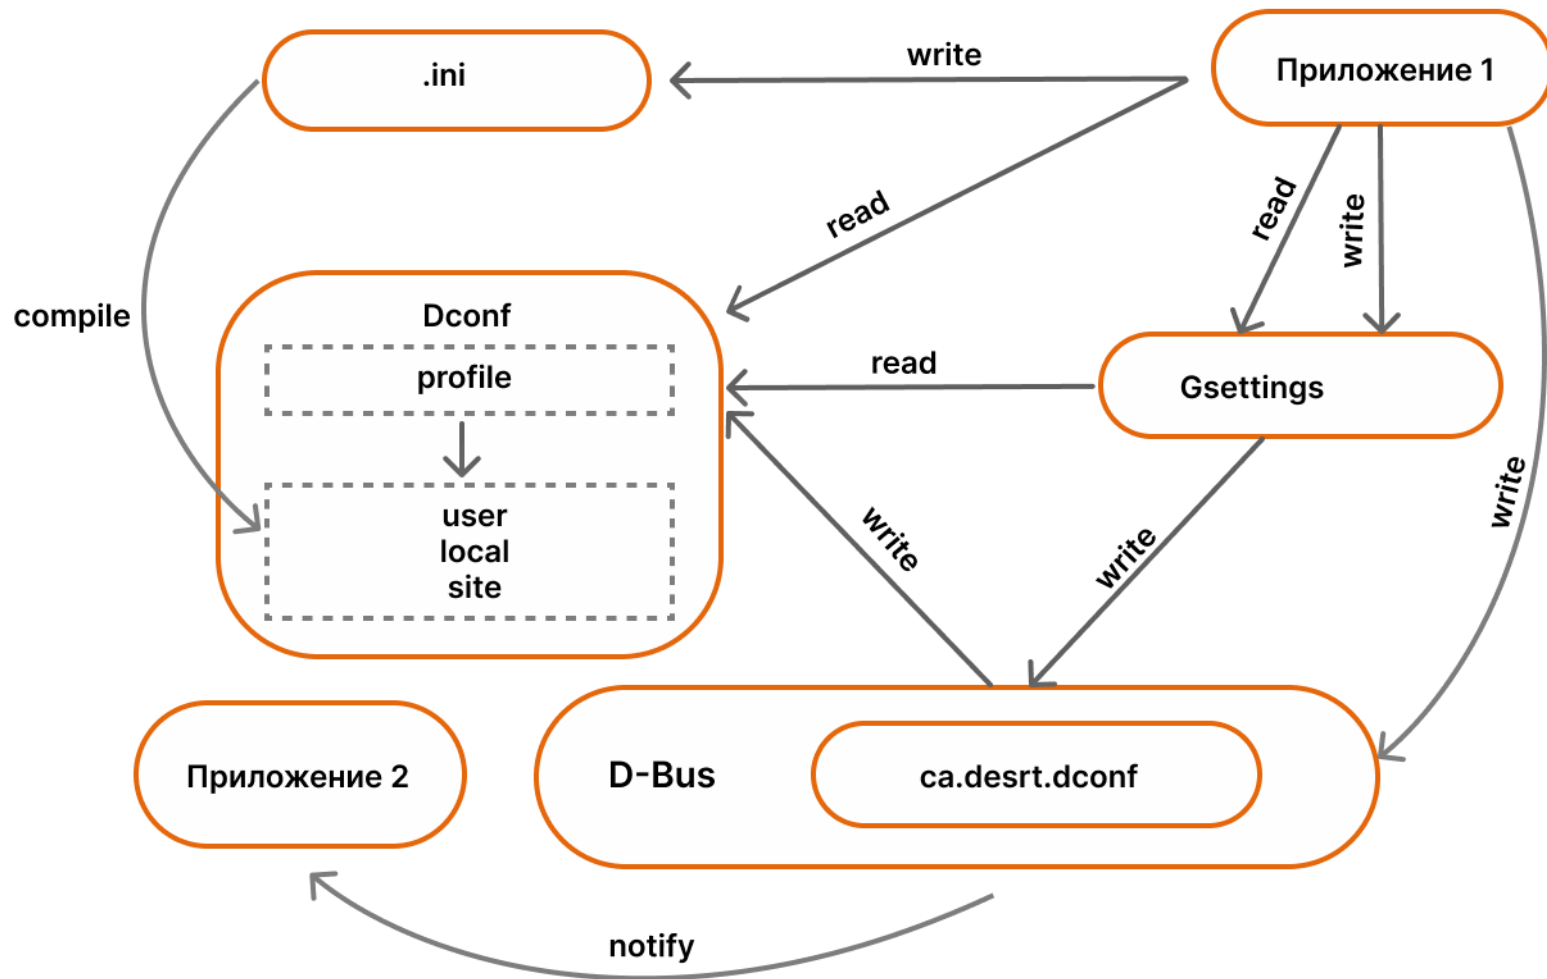 write
Приложение 1
.ini
read
read
write
compile
Dconf
profile
read
Gsettings
user
local
site
write
write
write
Приложение 2
D-Bus
ca.desrt.dconf
notify